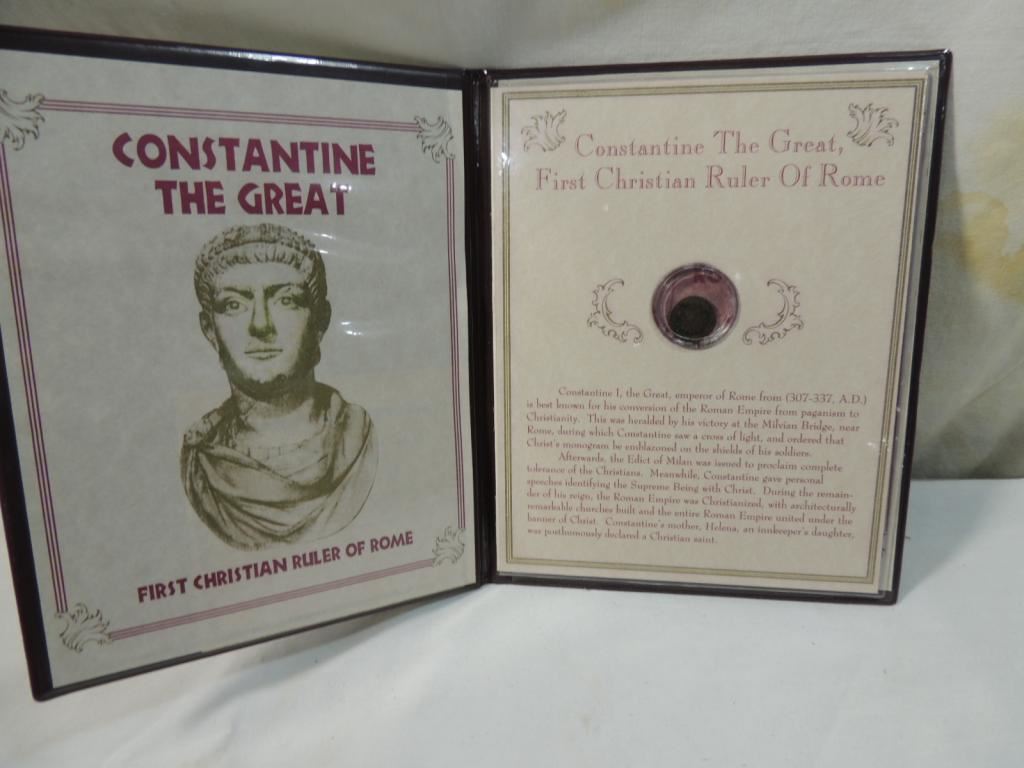 CONSTANTINE
THE GREAT
FIRST CHRISTIAN RULER OF ROME
Constantine The Great,
First Christian Ruler Of Rome
Constantine I, the Great, emperor of Rome from (307-337, A.D.)
is best known for his conversion of the Roman Empire from paganism to
Christianity. This was heralded by his victory at the Milvian Bridge, near
Rome, during which Constantine saw a cross of light, and ordered that
Christ's monogram be emblazoned on the shields of his soldiers.
Afterwards, the Edict of Milan was issued to proclaim complete
tolerance of the Christians. Meanwhile, Constantine gave personal
speeches identifying the Supreme Being with Christ. During the remain-
der of his reign, the Roman Empire was Christianized, with architecturally
remarkable churches built and the entire Roman Empire united under the
banner of Christ. Constantine's mother, Helena, an innkeeper's daughter,
was posthumously declared a Christian saint.